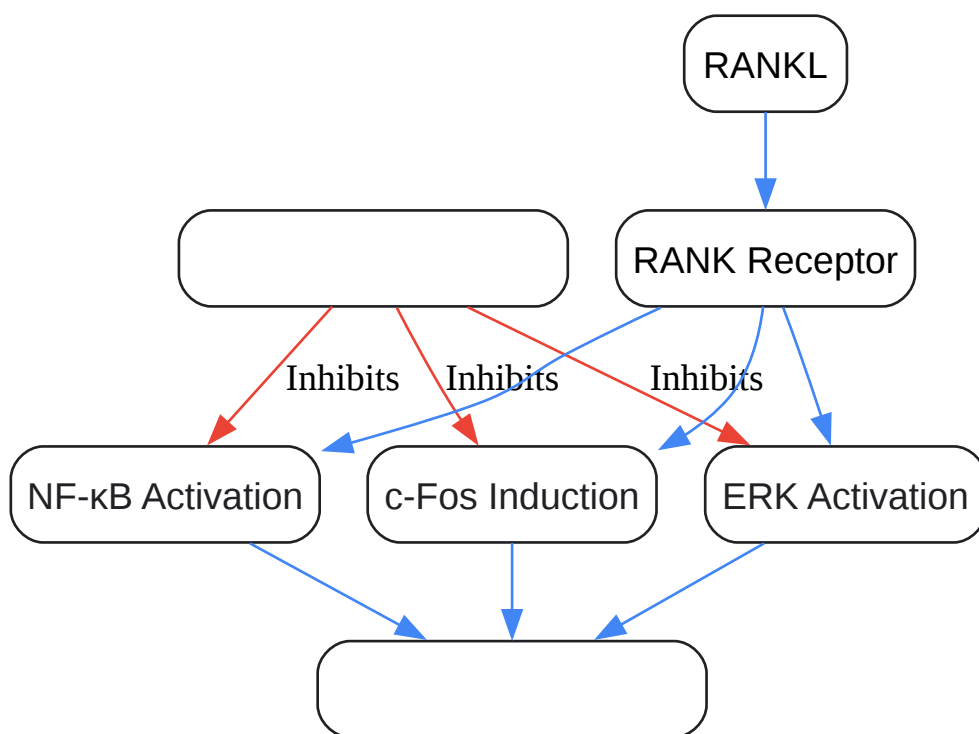 RANKL
RANK Receptor
Inhibits
Inhibits
Inhibits
NF-κB Activation
c-Fos Induction
ERK Activation